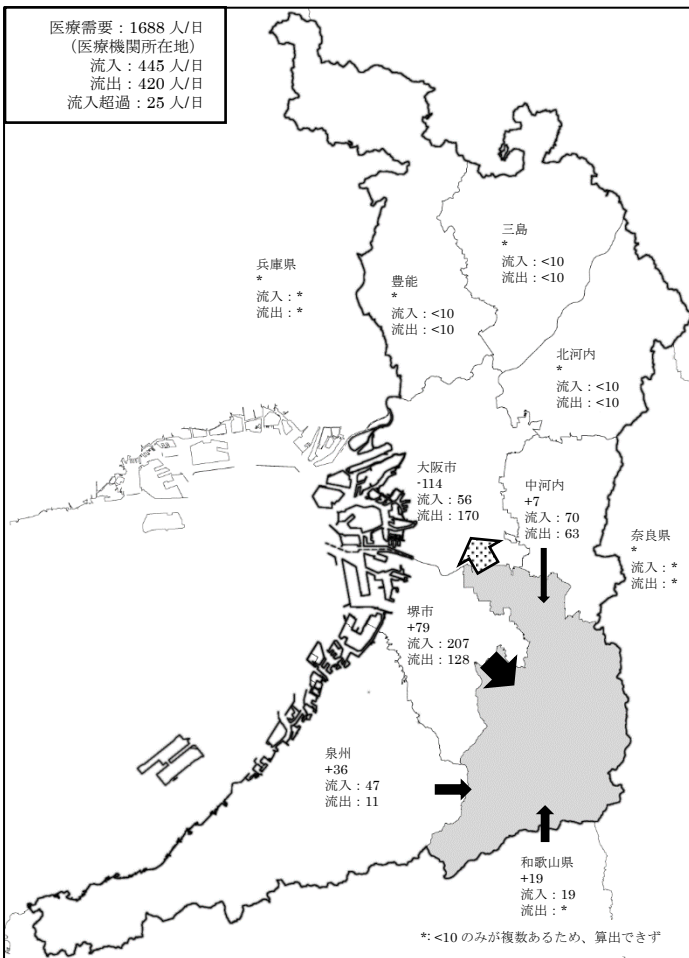 医療需要：1688 人/日
（医療機関所在地）
流入：445 人/日
流出：420 人/日
流入超過：25 人/日
三島
*
流入：<10
流出：<10
兵庫県
*
流入：*
流出：*
豊能
*
流入：<10
流出：<10
北河内
*
流入：<10
流出：<10
大阪市
-114
流入：56
流出：170
中河内
+7
流入：70
流出：63
奈良県
*
流入：*
流出：*
堺市
+79
流入：207
流出：128
泉州
+36
流入：47
流出：11
和歌山県
+19
流入：19
流出：*
*: <10 のみが複数あるため、算出できず